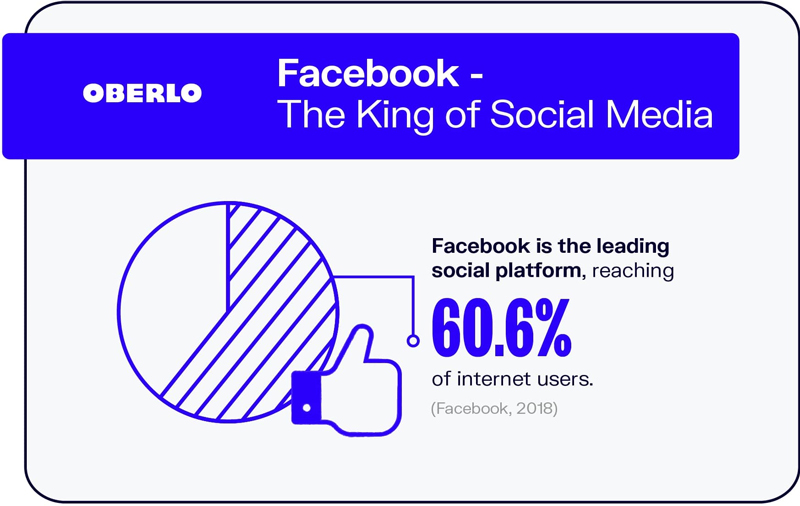 OBERLO
Facebook -
The King of Social Media
Facebook is the leading
social platform, reaching
60.6%
of internet users.
(Facebook, 2018)